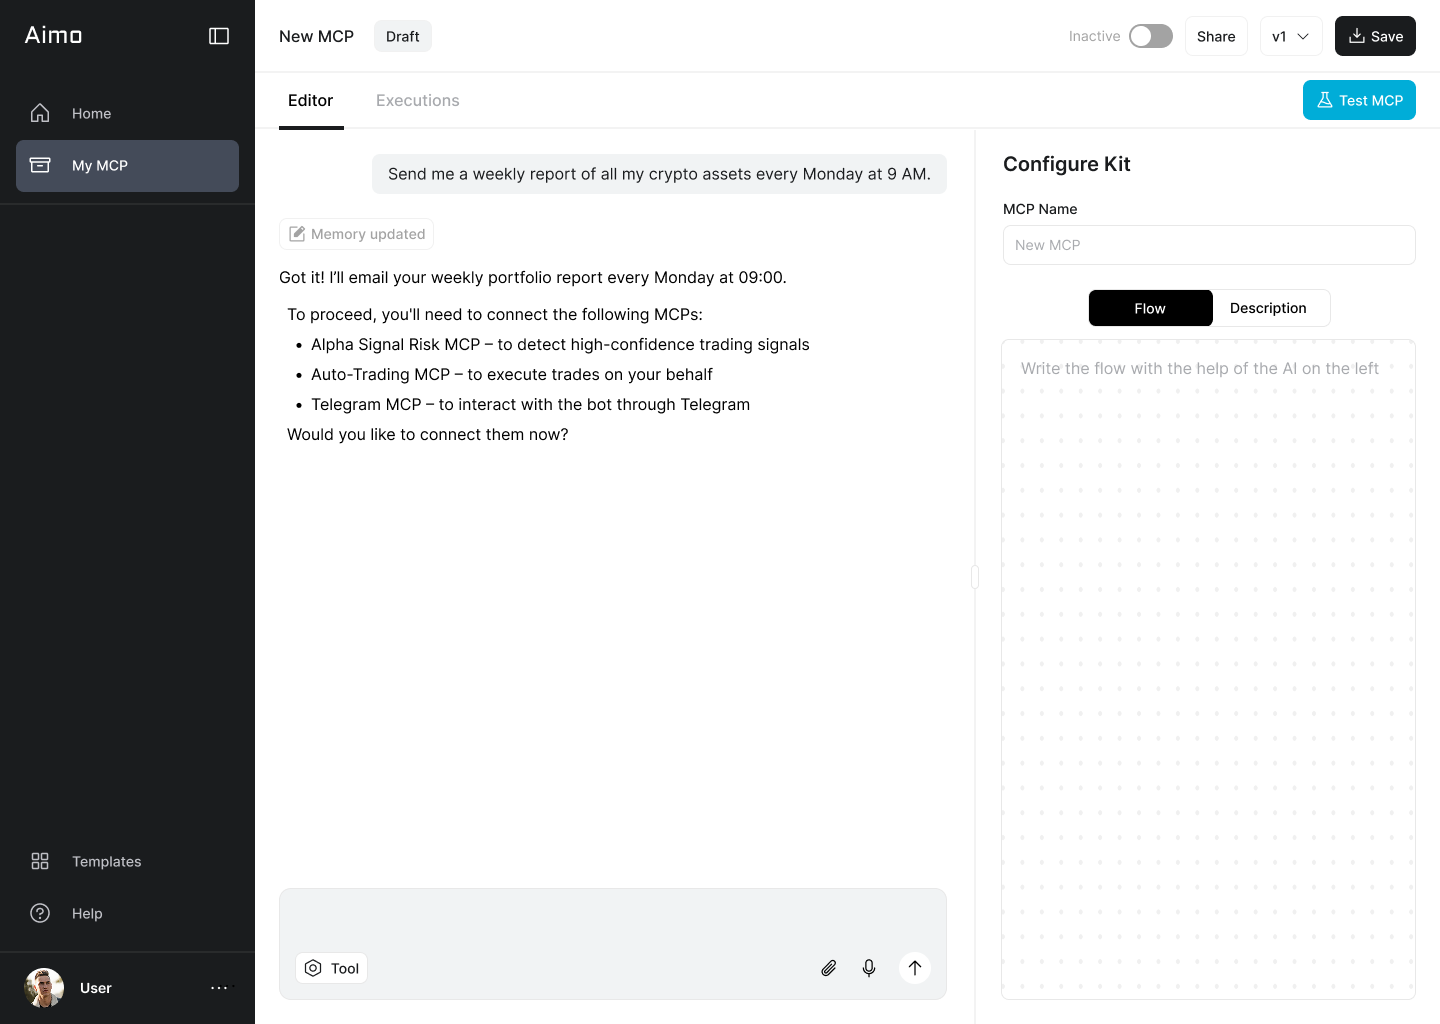 Aimo
Home
My MCP
Templates
Help
User
New MCP
Draft
Inactive
Share
v1
Save
Editor
Executions
Test MCP
Send me a weekly report of all my crypto assets every Monday at 9 AM.
Memory updated
Got it! I’ll email your weekly portfolio report every Monday at 09:00.
To proceed, you'll need to connect the following MCPs:
• Alpha Signal Risk MCP – to detect high-confidence trading signals
• Auto-Trading MCP – to execute trades on your behalf
• Telegram MCP – to interact with the bot through Telegram
Would you like to connect them now?
Tool
Configure Kit
MCP Name
New MCP
Flow
Description
Write the flow with the help of the AI on the left